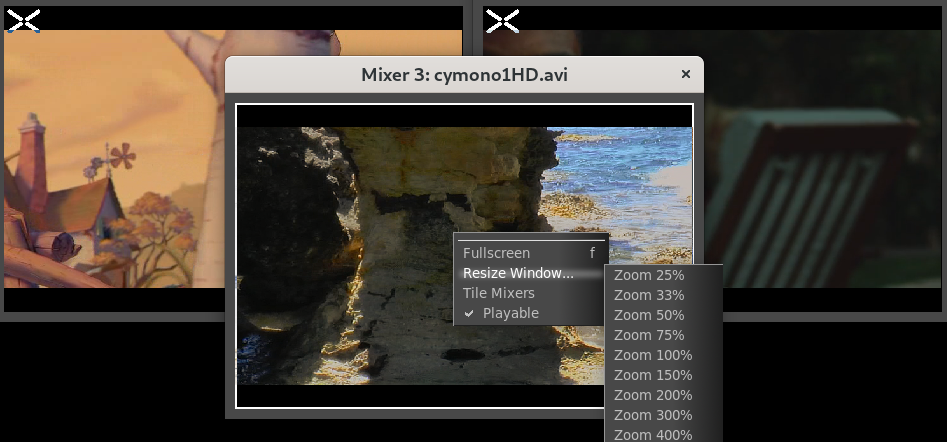 Mixer 3: cymono1HD.avi ×
Fullscreen f
Resize Window...
Tile Mixers
✓ Playable
Zoom 25%
Zoom 33%
Zoom 50%
Zoom 75%
Zoom 100%
Zoom 150%
Zoom 200%
Zoom 300%
Zoom 400%